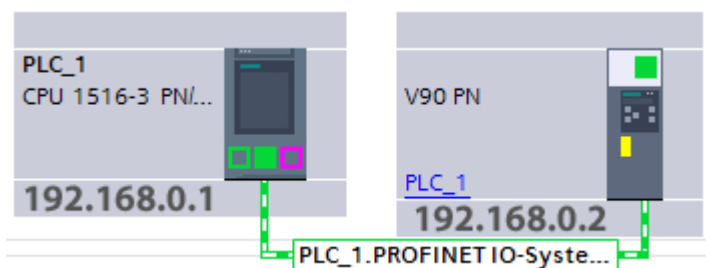 PLC_1
CPU 1516-3 PN/...
192.168.0.1
V90 PN
PLC_1
192.168.0.2
PLC_1.PROFINET IO-Syste...